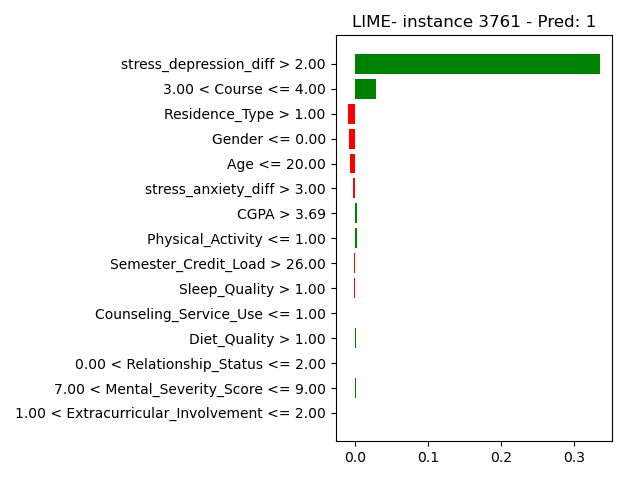 LIME- instance 3761 - Pred: 1
stress_depression_diff > 2.00
3.00 < Course <= 4.00
Residence_Type > 1.00
Gender <= 0.00
Age <= 20.00
stress_anxiety_diff > 3.00
CGPA > 3.69
Physical_Activity <= 1.00
Semester_Credit_Load > 26.00
Sleep_Quality > 1.00
Counseling_Service_Use <= 1.00
Diet_Quality > 1.00
0.00 < Relationship_Status <= 2.00
7.00 < Mental_Severity_Score <= 9.00
1.00 < Extracurricular_Involvement <= 2.00
0.0 0.1 0.2 0.3